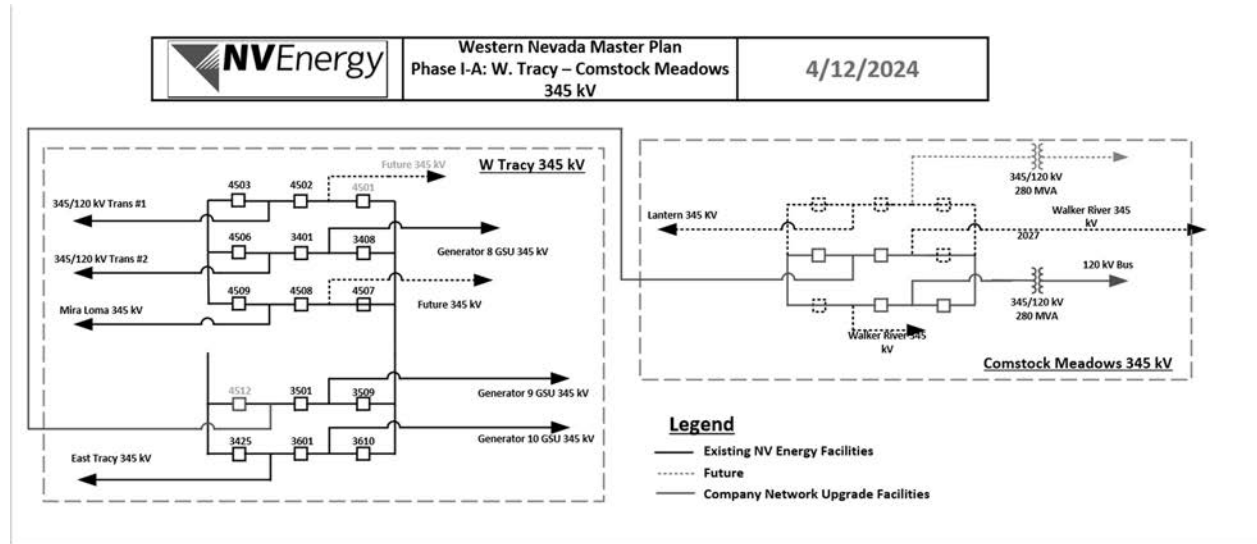 NVEnergy
Western Nevada Master Plan
Phase I-A: W. Tracy – Comstock Meadows
345 kV
4/12/2024
W Tracy 345 kV
Future 345 kV
4503
4502
4501
345/120 kV Trans #1
4506
3401
3408
Generator 8 GSU 345 kV
345/120 kV Trans #2
4509
4508
4507
Future 345 kV
Mira Loma 345 kV
4512
3501
3509
Generator 9 GSU 345 kV
3425
3601
3610
Generator 10 GSU 345 kV
East Tracy 345 kV
345/120 kV
280 MVA
Lantern 345 KV
Walker River 345
kV
2027
120 kV Bus
345/120 kV
280 MVA
Walker River 345
kV
Comstock Meadows 345 kV
Legend
Existing NV Energy Facilities
Future
Company Network Upgrade Facilities